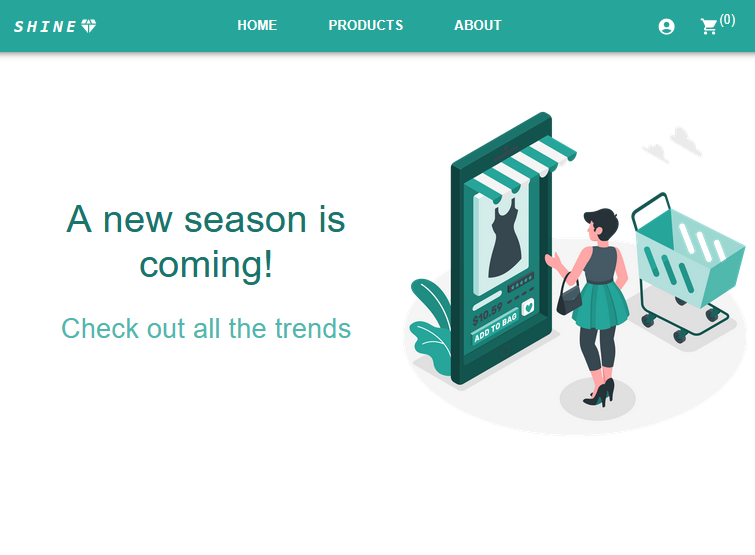 SHINE
HOME PRODUCTS ABOUT
(0)
A new season is
coming!
Check out all the trends
$10.59
ADD TO BAG